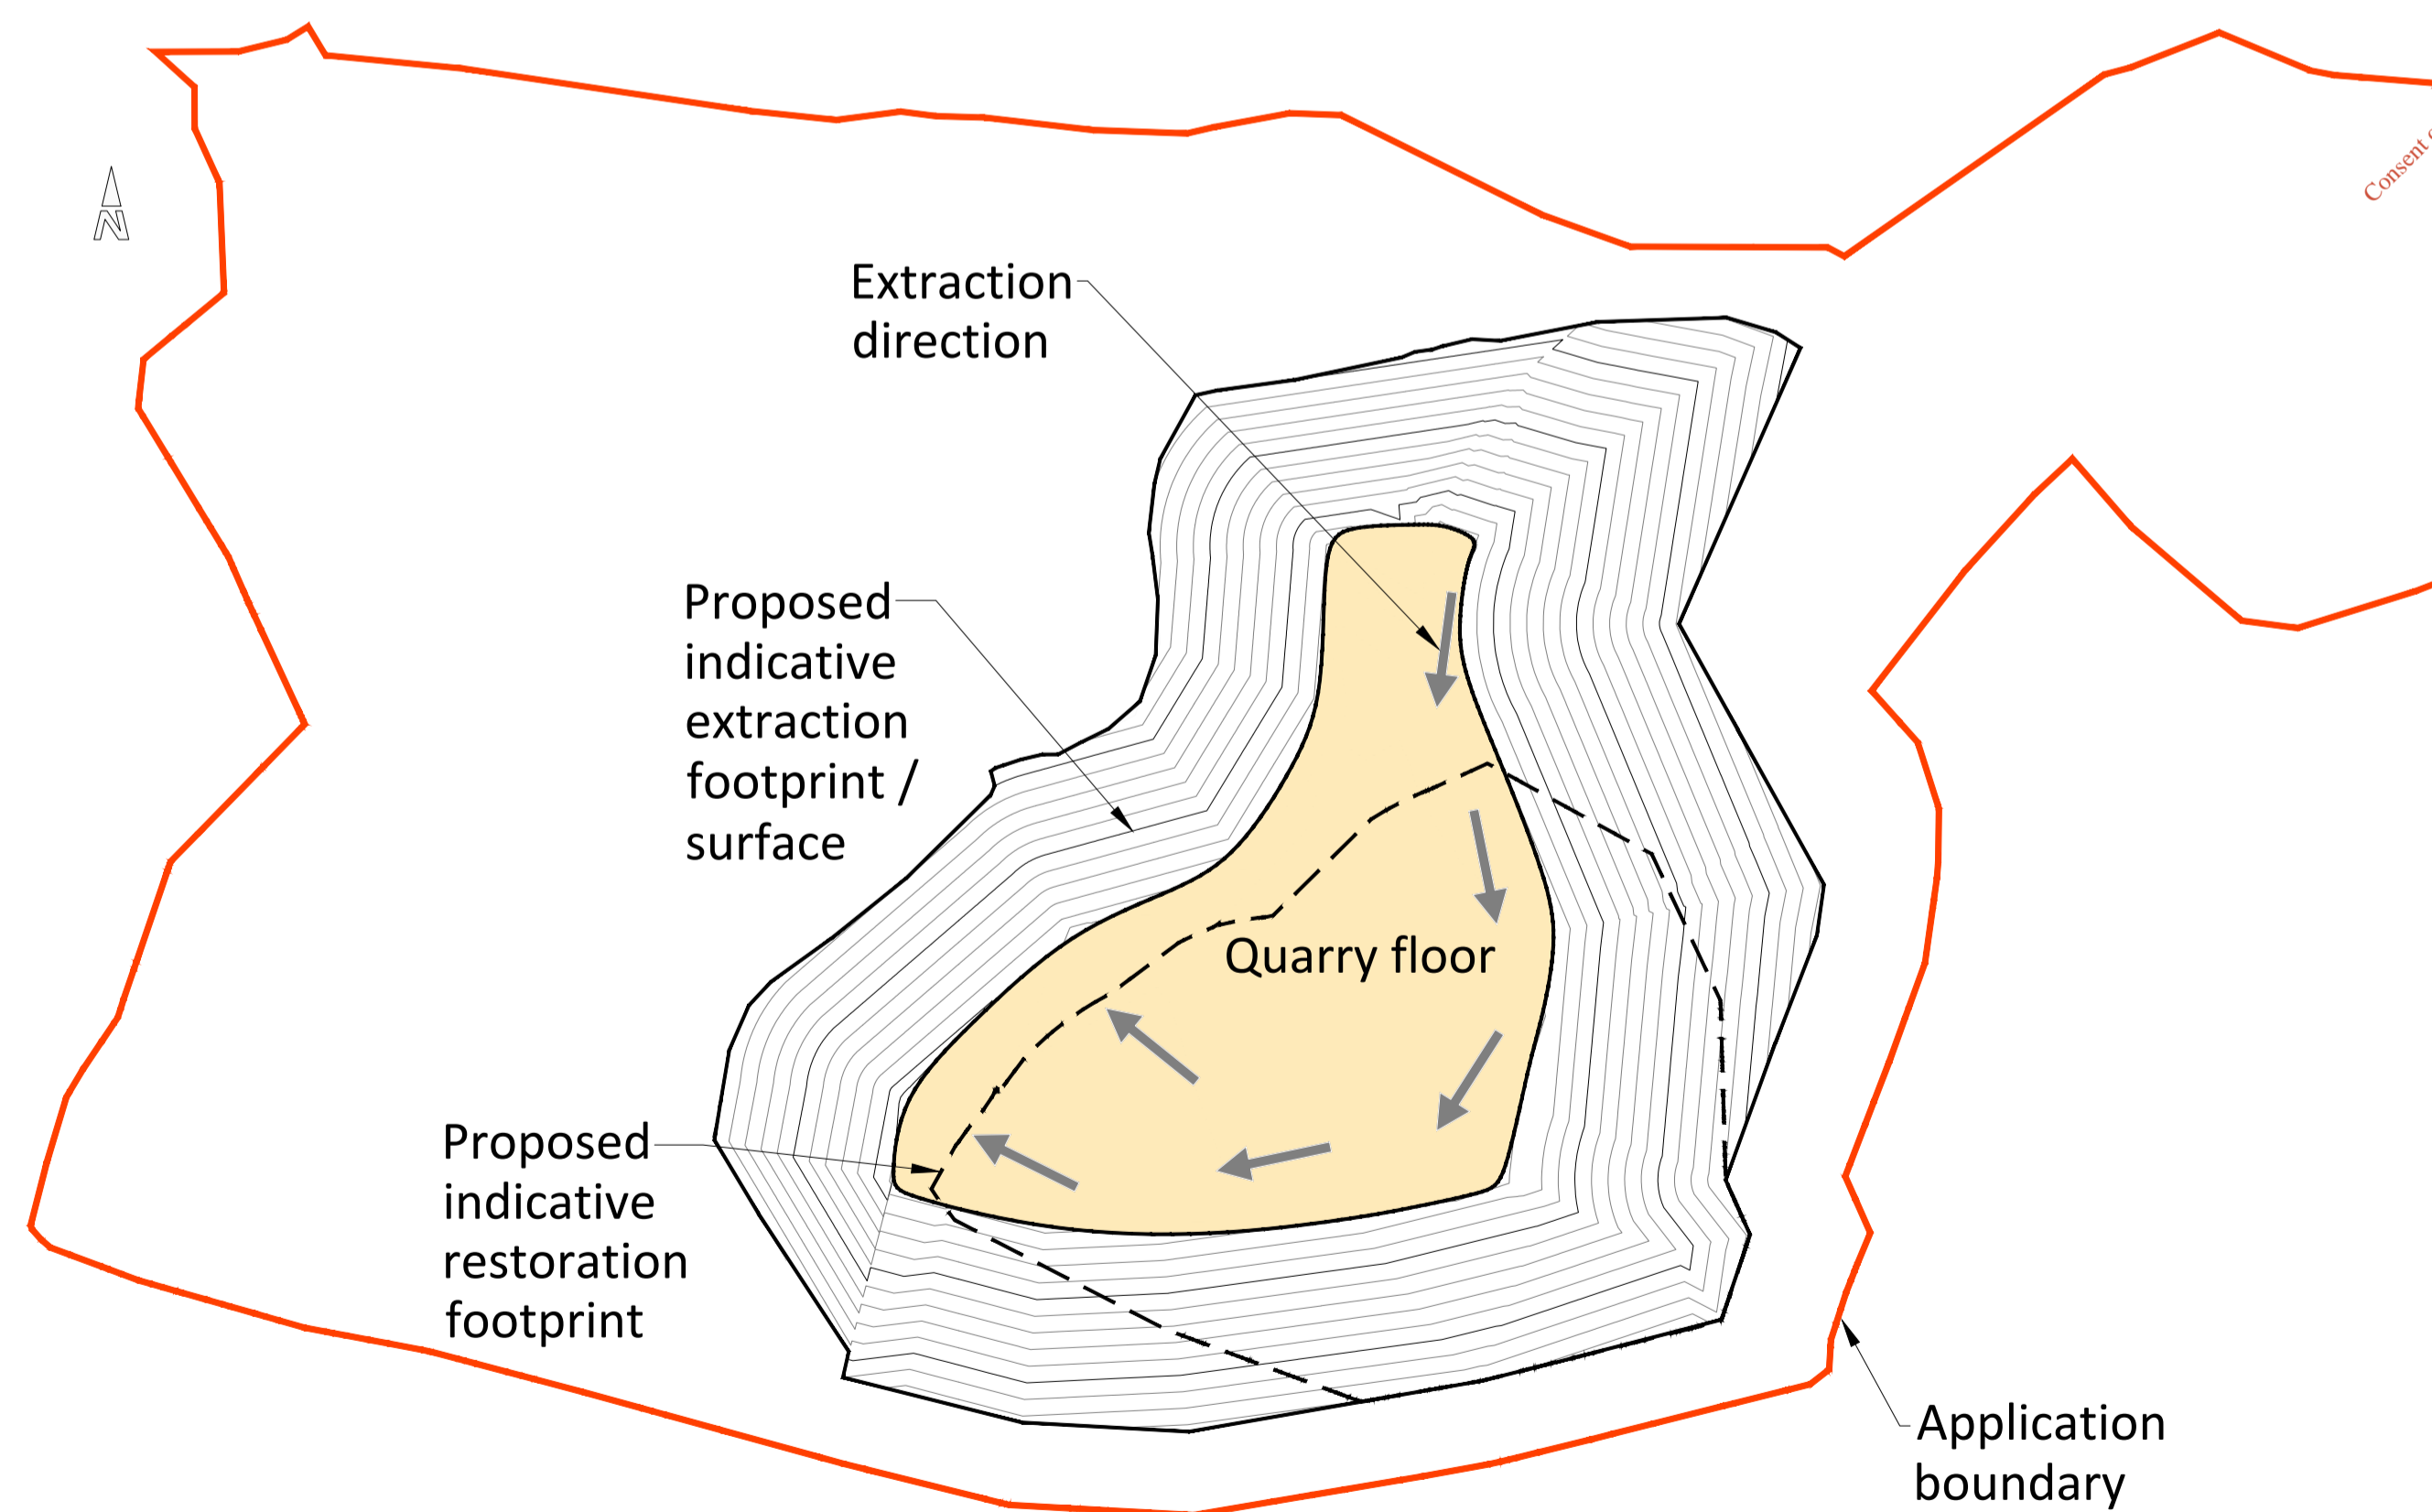 Consent
N
Extraction
direction
Proposed
indicative
extraction
footprint /
surface
Quarry floor
Proposed
indicative
restoration
footprint
Application
boundary